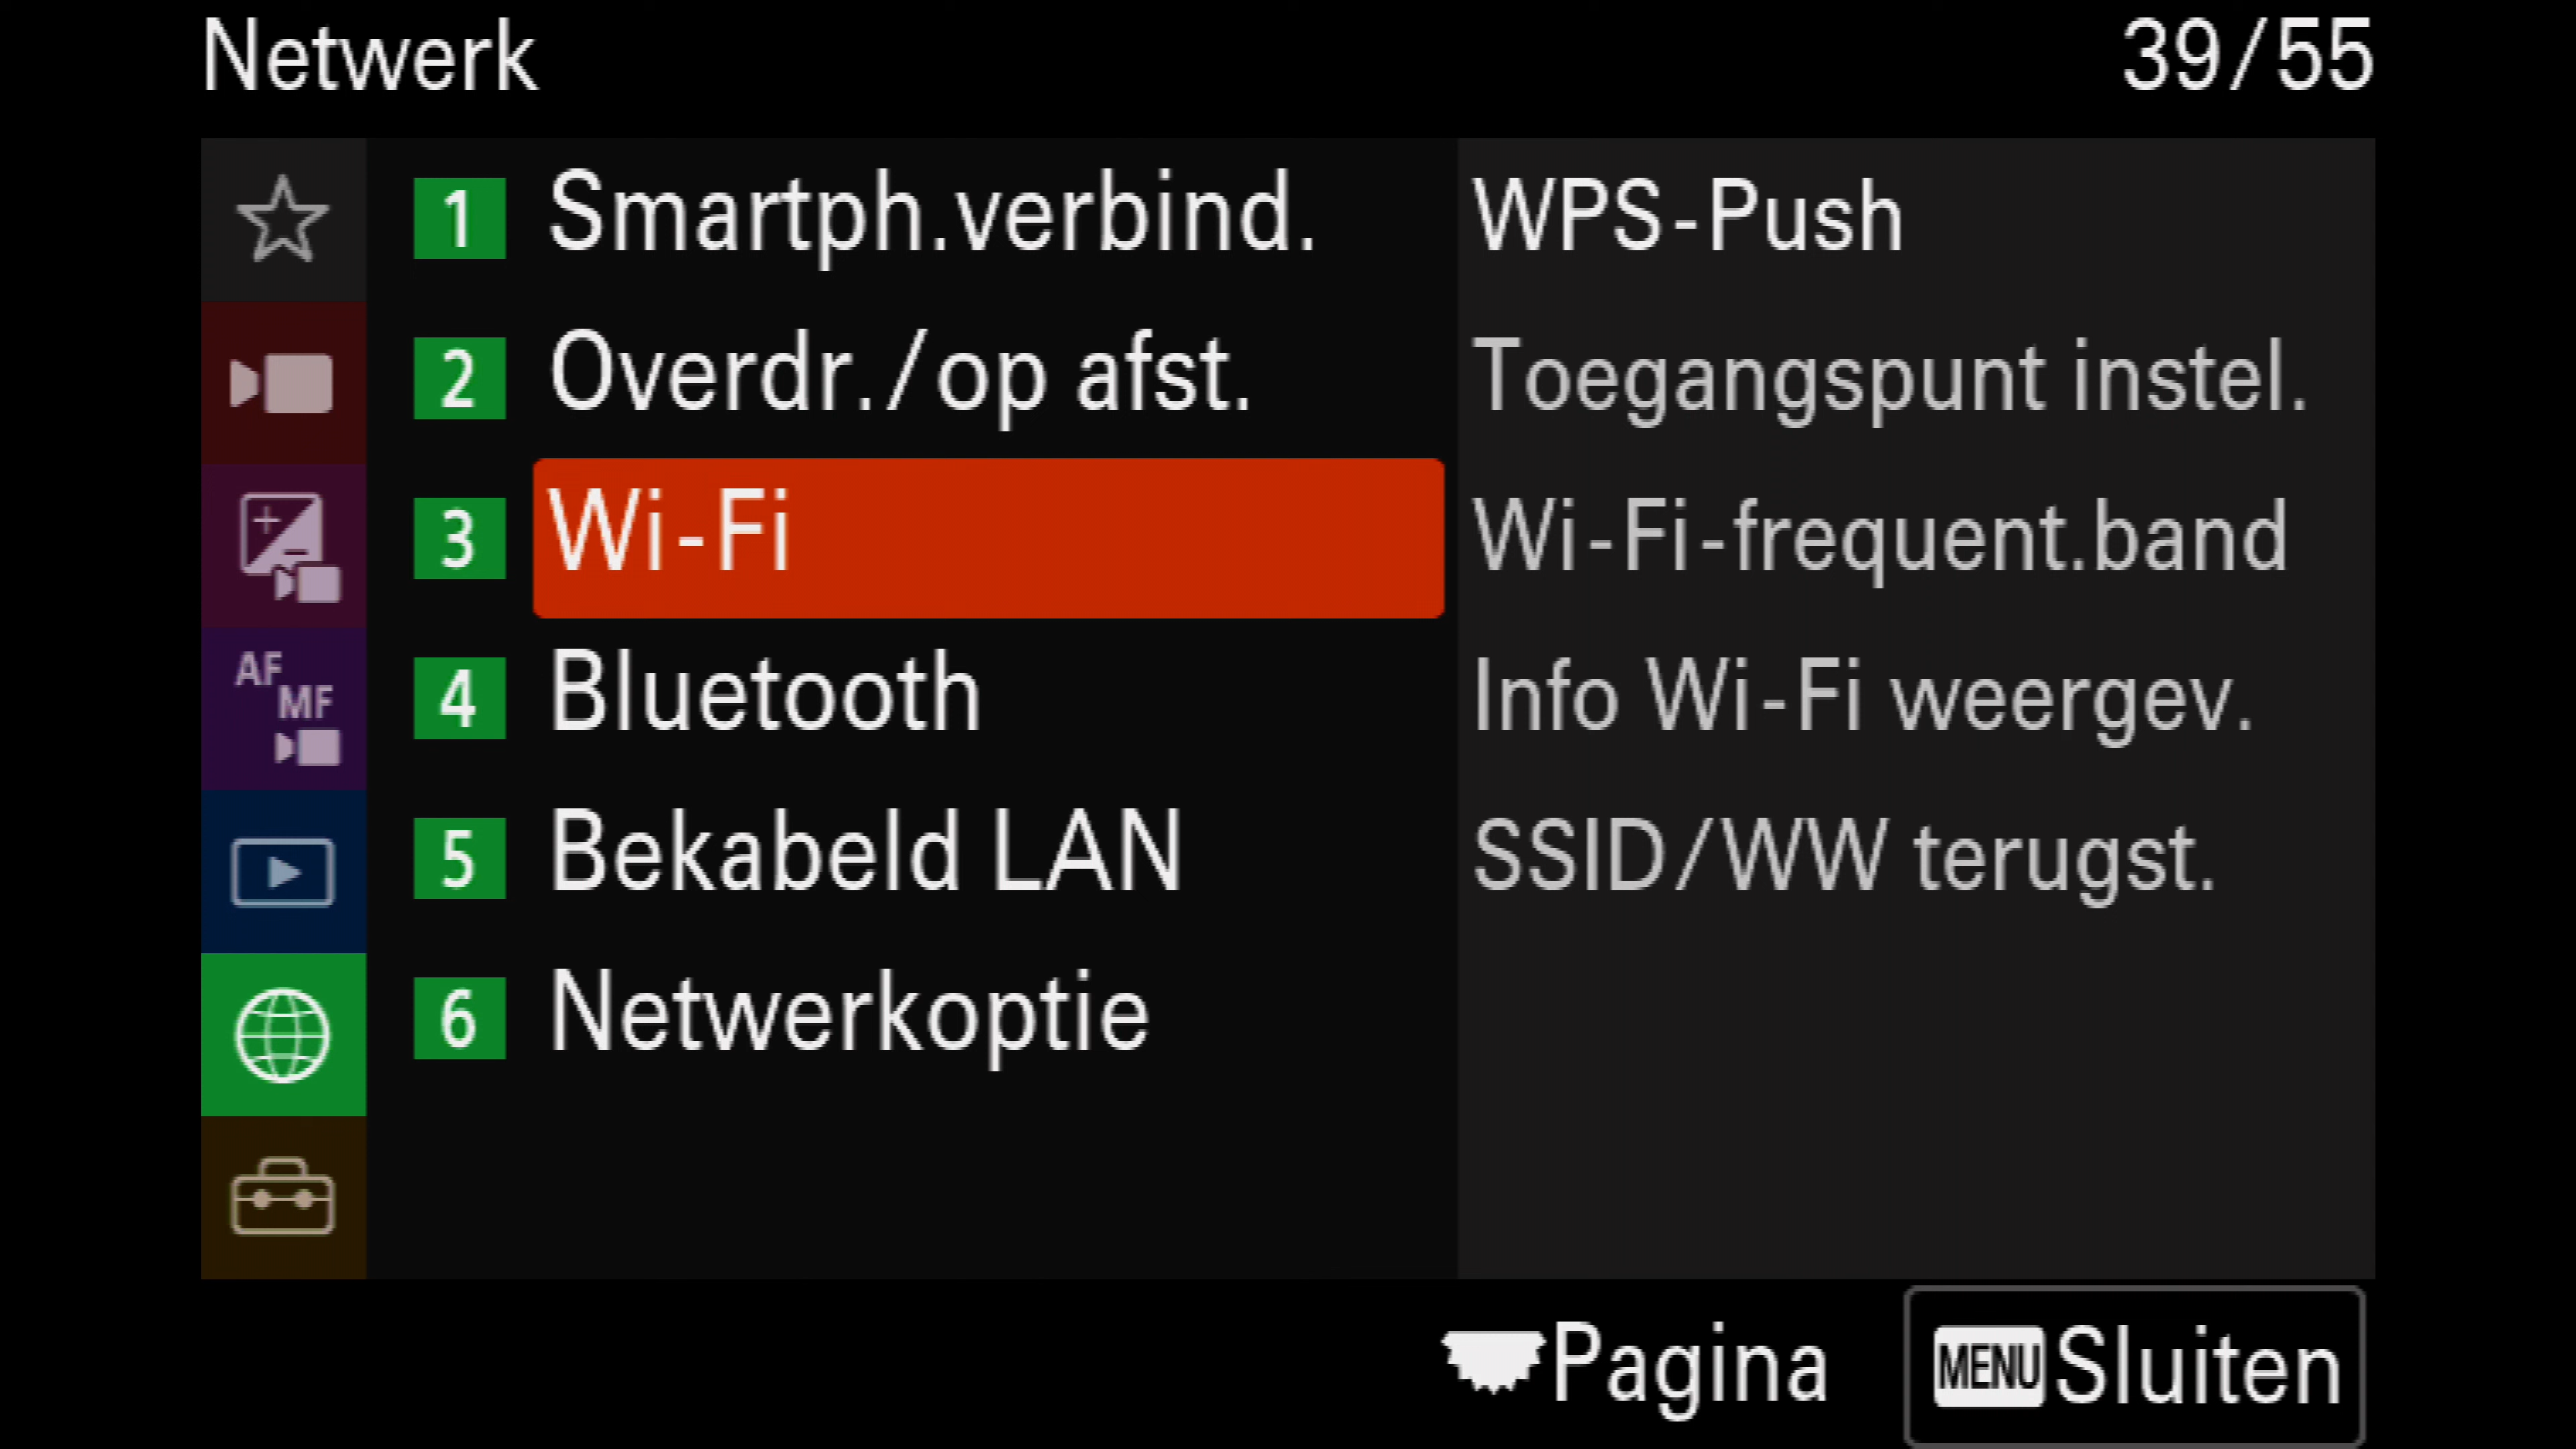 Netwerk
39/55
1 Smartph.verbind.
2 Overdr./op afst.
3 Wi-Fi
4 Bluetooth
5 Bekabeld LAN
6 Netwerkoptie
WPS-Push
Toegangspunt instel.
Wi-Fi-frequent.band
Info Wi-Fi weergev.
SSID/WW terugst.
AF
MF
Pagina
MENU Sluiten